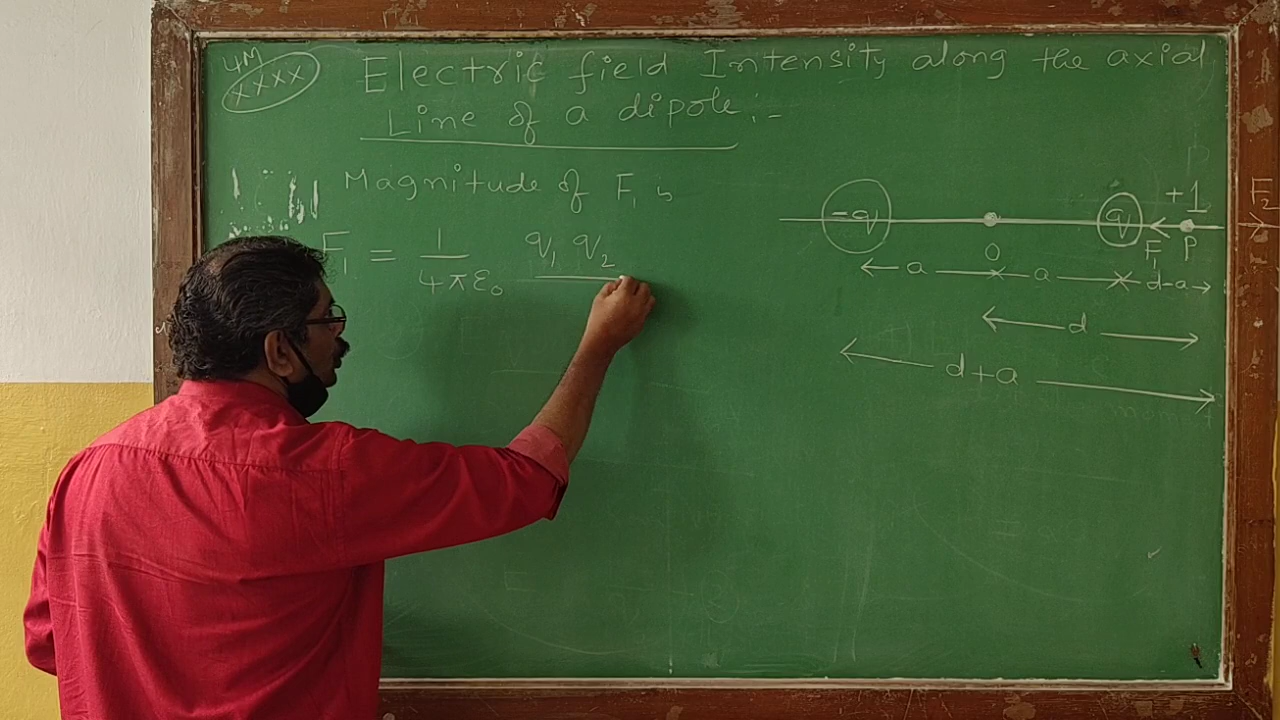 4M
XXXX
Electric field Intensity along the axial
Line of a dipole:-
Magnitude of F₁ is
F₁ = 1/4πε₀ q₁ q₂
-q q +1 F₂
O F₁ P
a a d-a
d
d+a